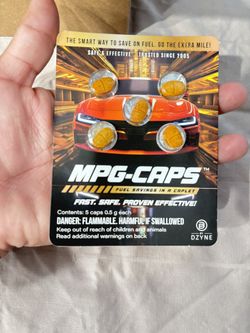 THE SMART WAY TO SAVE ON FUEL. GO THE EXTRA MILE!
SAFE & EFFECTIVE TRUSTED SINCE 2005
MPG-CAPS™
FUEL SAVINGS IN A CAPLET
FAST. SAFE. PROVEN EFFECTIVE!
Contents: 5 caps 0.5 g each
DANGER: FLAMMABLE. HARMFUL IF SWALLOWED
Keep out of reach of children and animals
Read additional warnings on back
B
DZYNE